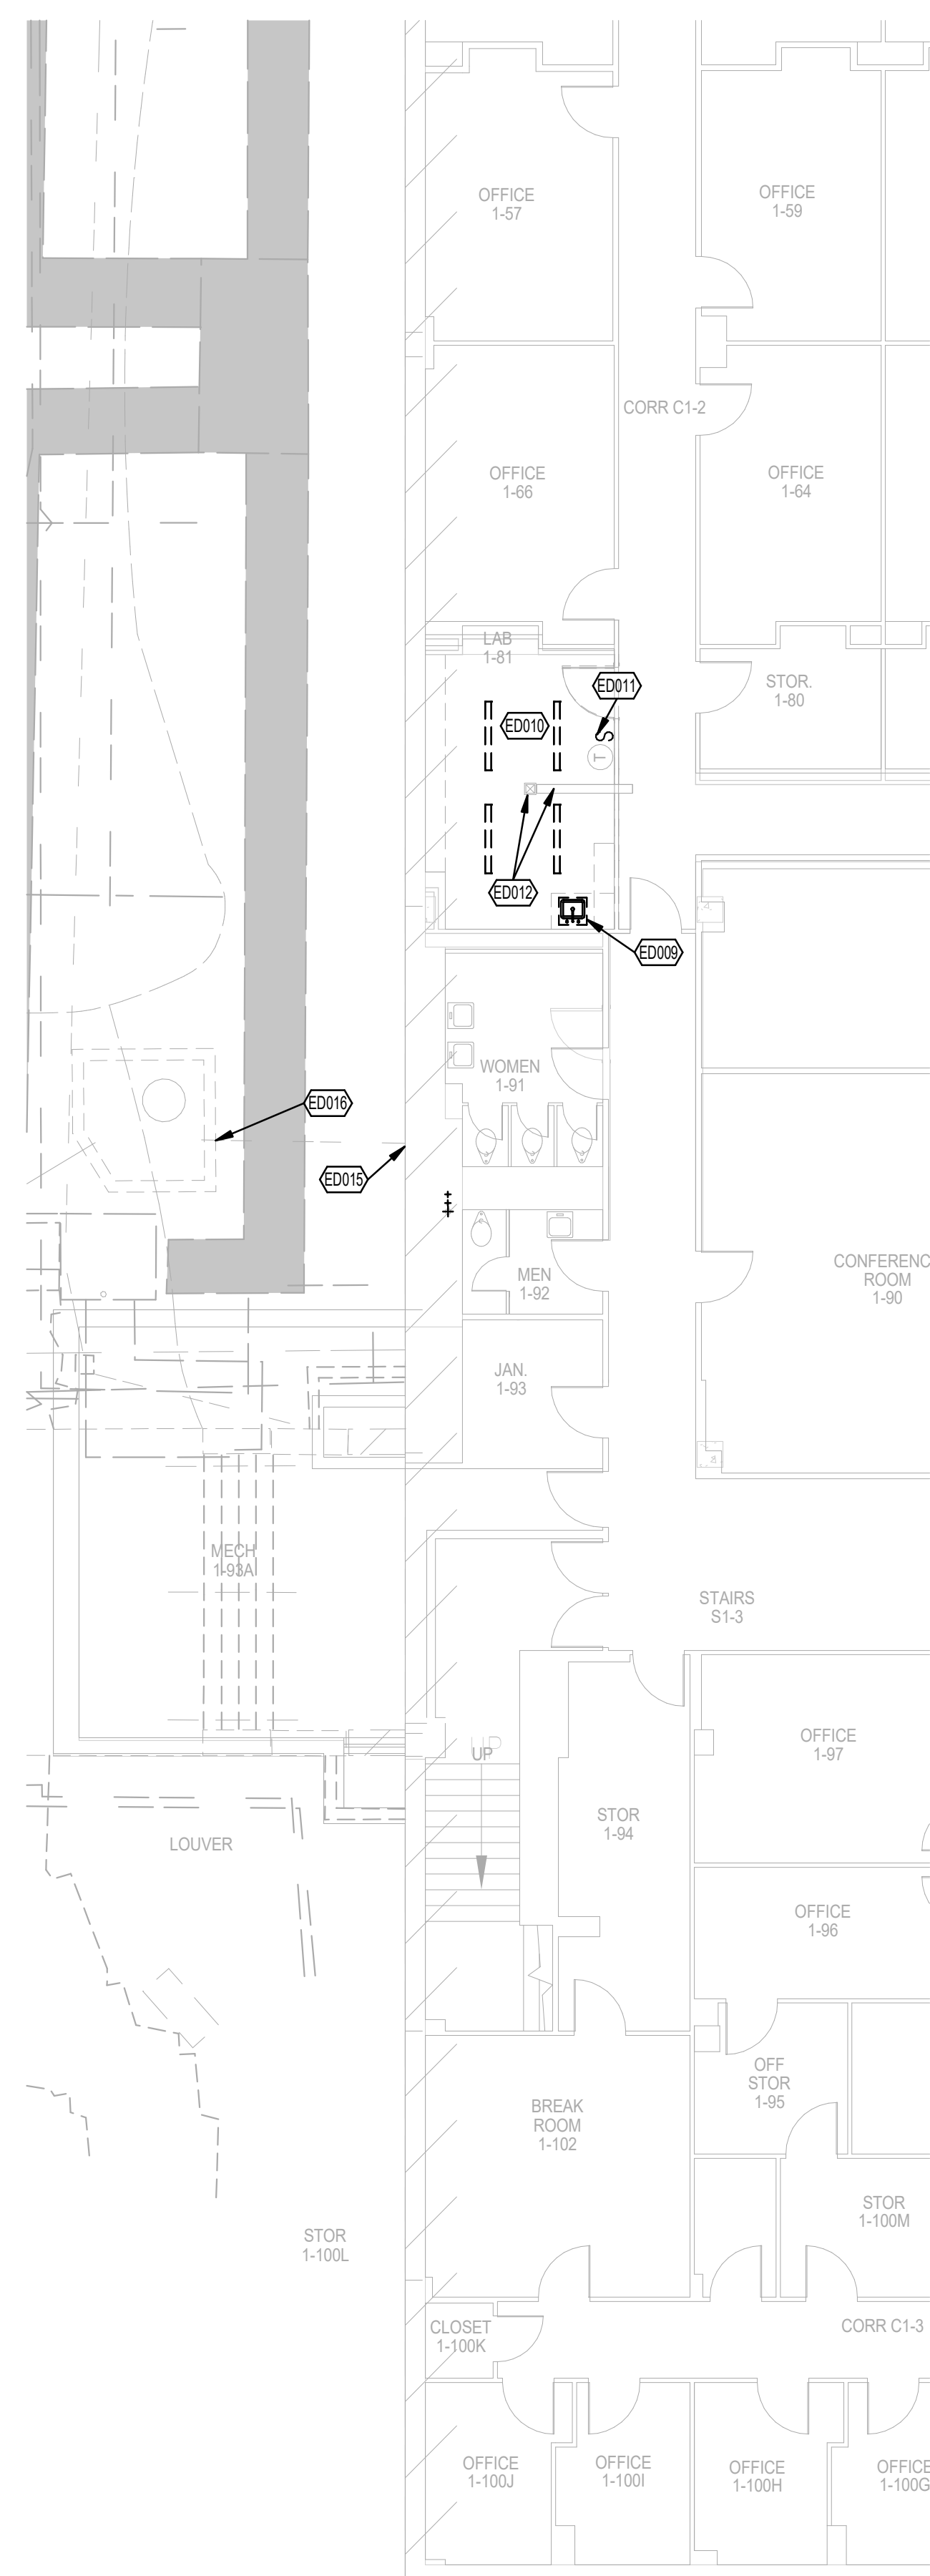 OFFICE
1-57
OFFICE
1-59
CORR C1-2
OFFICE
1-66
OFFICE
1-64
LAB
1-81
STOR.
1-80
ED011
ED010
S
T
ED012
ED009
WOMEN
1-91
ED016
ED015
MEN
1-92
CONFERENC
ROOM
1-90
JAN.
1-93
MECH
1-93A
STAIRS
S1-3
UP
UP
OFFICE
1-97
STOR
1-94
LOUVER
OFFICE
1-96
OFF
STOR
1-95
BREAK
ROOM
1-102
STOR
1-100M
STOR
1-100L
CLOSET
1-100K
CORR C1-3
OFFICE
1-100J
OFFICE
1-100I
OFFICE
1-100H
OFFICE
1-100G